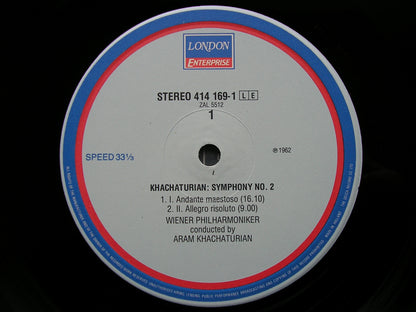 LONDON
ENTERPRISE
STEREO 414 169-1 L E
ZAL 5512
1
SPEED 33⅓
℗ 1962
KHACHATURIAN: SYMPHONY NO. 2
1. I. Andante maestoso (16.10)
2. II. Allegro risoluto (9.00)
WIENER PHILHARMONIKER
conducted by
ARAM KHACHATURIAN